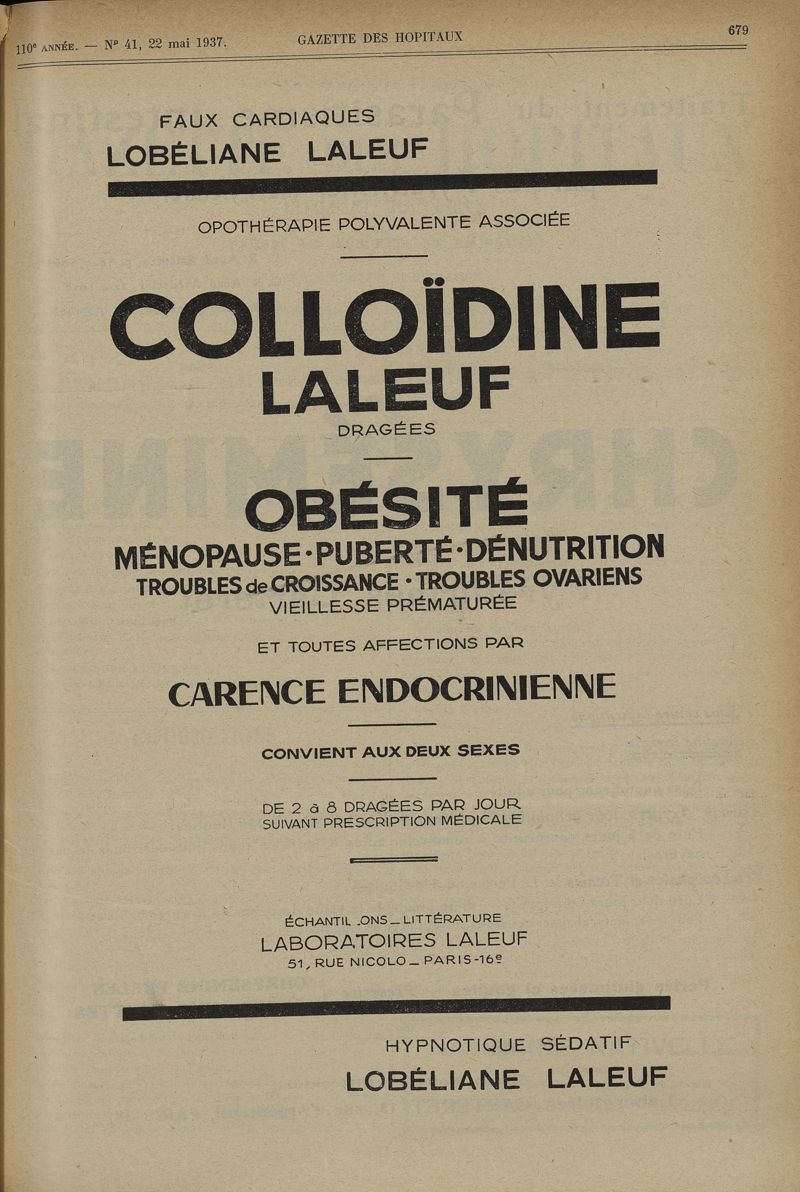 110e ANNÉE. — No 41, 22 mai 1937.
GAZETTE DES HOPITAUX
679
FAUX CARDIAQUES
LOBÉLIANE LALEUF
OPOTHÉRAPIE POLYVALENTE ASSOCIÉE
COLLOÏDINE
LALEUF
DRAGÉES
OBÉSITÉ
MÉNOPAUSE·PUBERTÉ·DÉNUTRITION
TROUBLES de CROISSANCE · TROUBLES OVARIENS
VIEILLESSE PRÉMATURÉE
ET TOUTES AFFECTIONS PAR
CARENCE ENDOCRINIENNE
CONVIENT AUX DEUX SEXES
DE 2 à 8 DRAGÉES PAR JOUR
SUIVANT PRESCRIPTION MÉDICALE
ÉCHANTIL .ONS_ LITTÉRATURE
LABORATOIRES LALEUF
51, RUE NICOLO _ PARIS-16e
HYPNOTIQUE SÉDATIF
LOBÉLIANE LALEUF